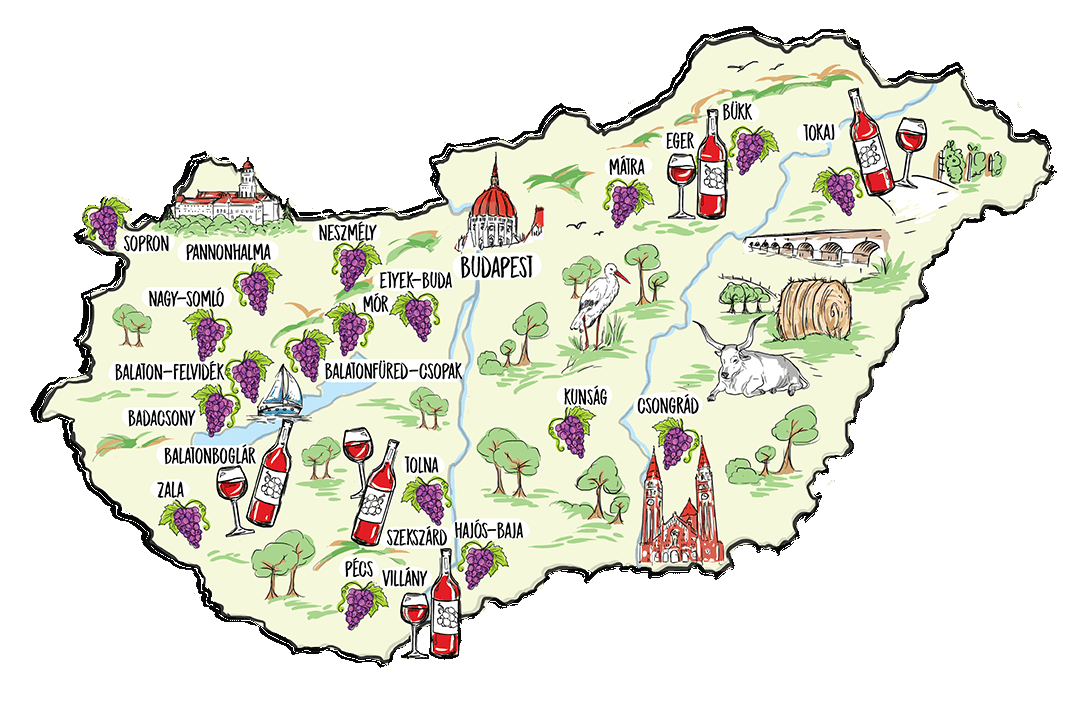 BÜKK
EGER
TOKAJ
MÁTRA
SOPRON
PANNONHALMA
NESZMÉLY
BUDAPEST
ETYEK-BUDA
NAGY-SOMLÓ
MÓR
BALATON-FELVIDÉK
BALATONFÜRED-CSOPAK
BADACSONY
KUNSÁG
CSONGRÁD
BALATONBOGLÁR
TOLNA
ZALA
SZEKSZÁRD
HAJÓS-BAJA
PÉCS
VILLÁNY